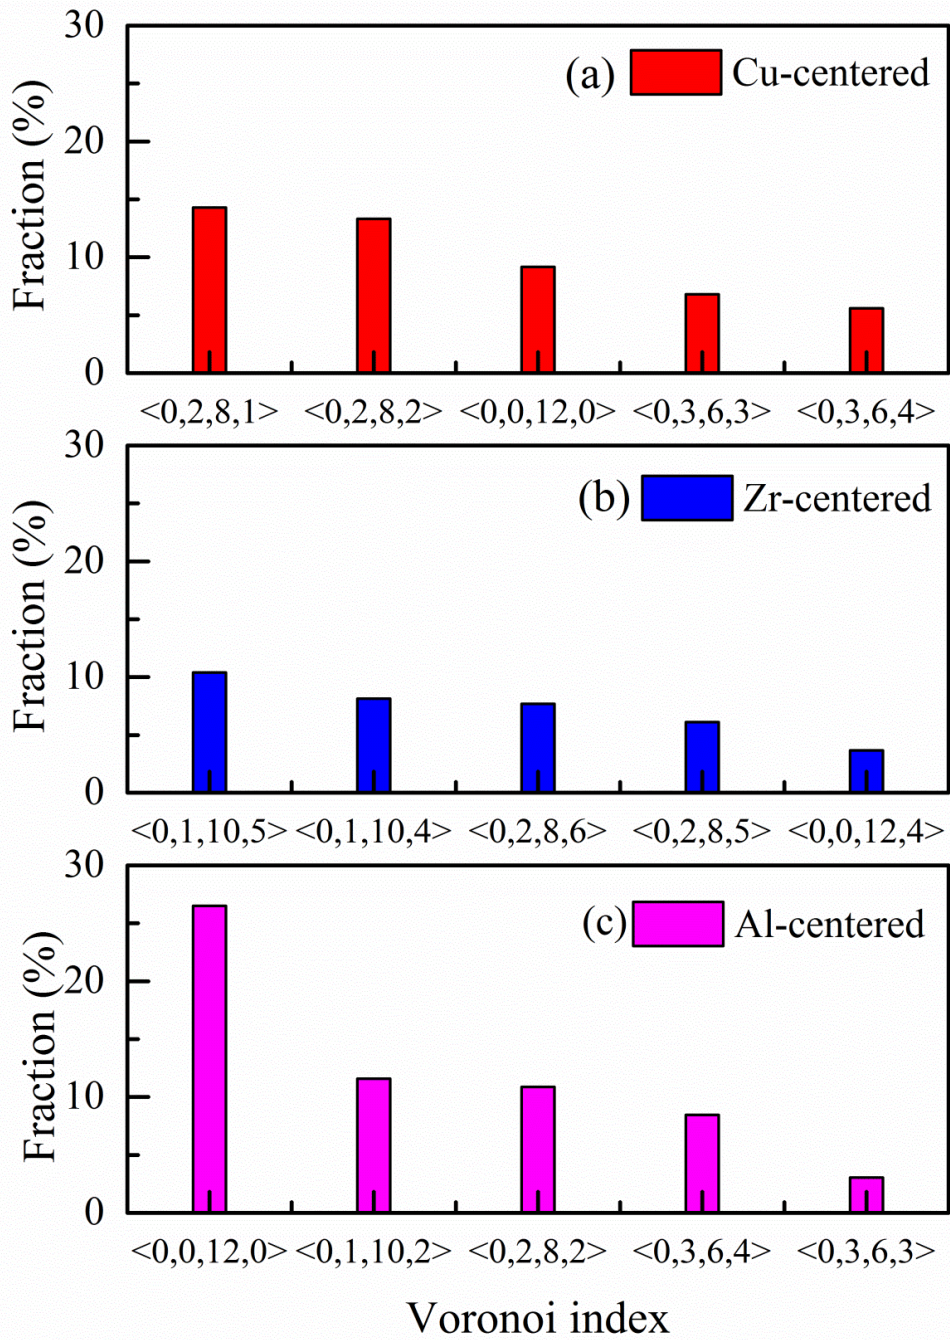 30
(a) Cu-centered
20
Fraction (%)
10
0
<0,2,8,1> <0,2,8,2> <0,0,12,0> <0,3,6,3> <0,3,6,4>
30
(b) Zr-centered
20
Fraction (%)
10
0
<0,1,10,5> <0,1,10,4> <0,2,8,6> <0,2,8,5> <0,0,12,4>
30
(c) Al-centered
20
Fraction (%)
10
0
<0,0,12,0> <0,1,10,2> <0,2,8,2> <0,3,6,4> <0,3,6,3>
Voronoi index